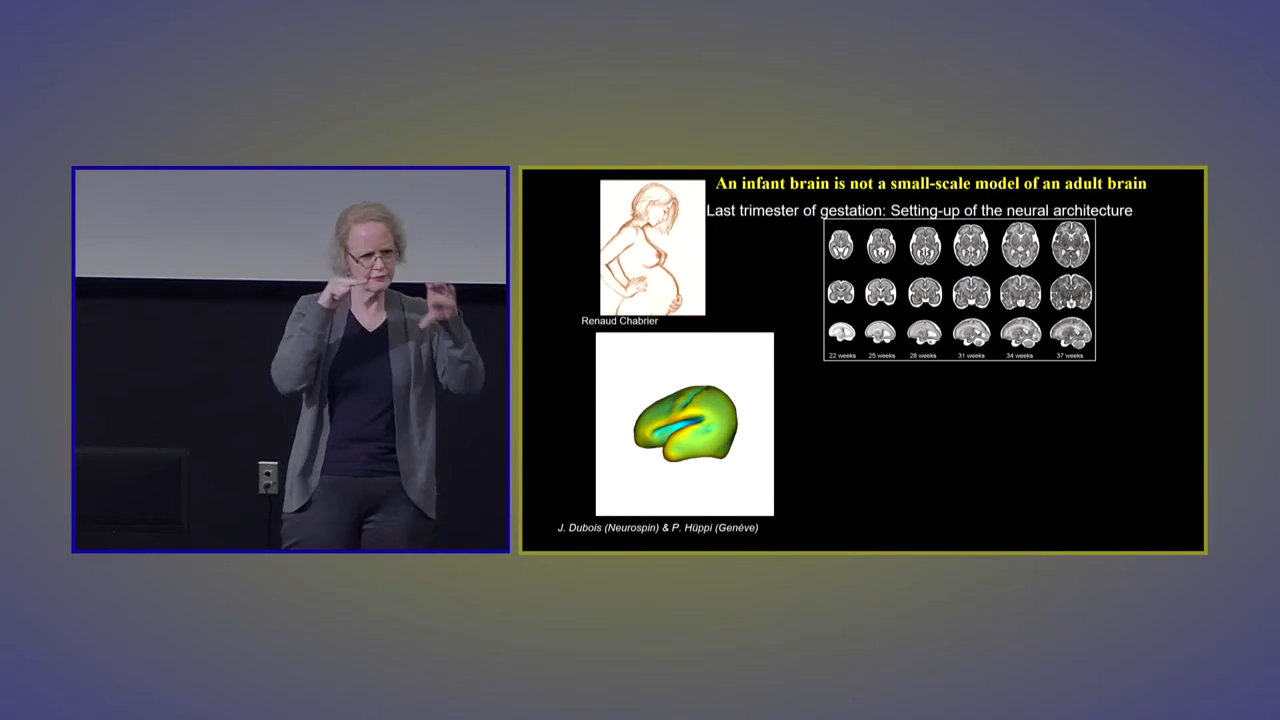 An infant brain is not a small-scale model of an adult brain
Last trimester of gestation: Setting-up of the neural architecture
22 weeks 25 weeks 28 weeks 31 weeks 34 weeks 37 weeks
Renaud Chabrier
J. Dubois (Neurospin) & P. Hüppi (Genève)